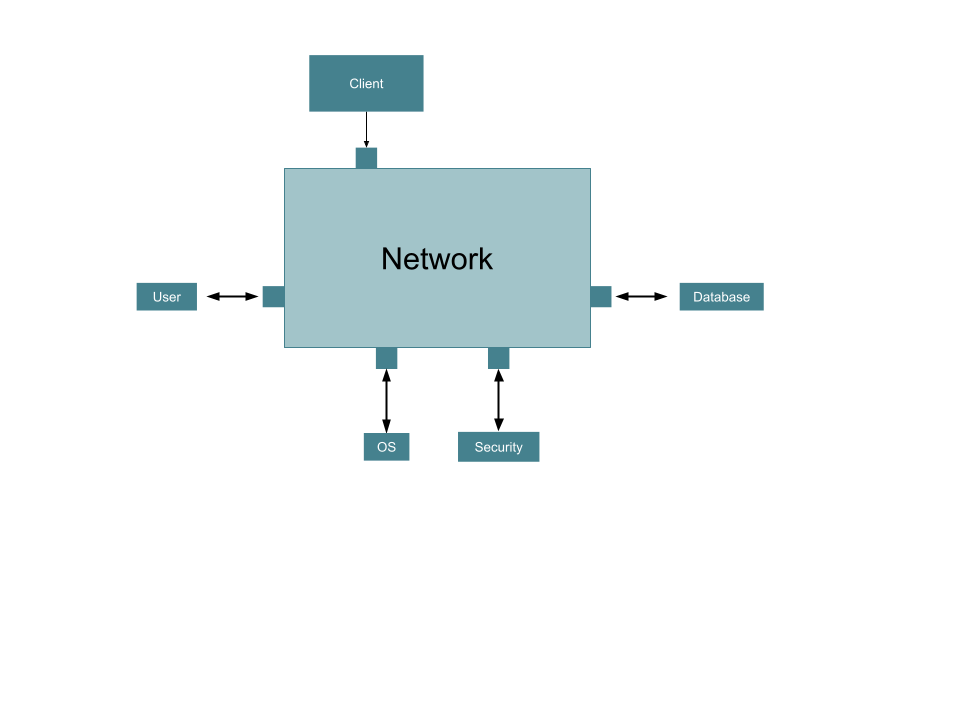 Client
Network
User
Database
OS
Security